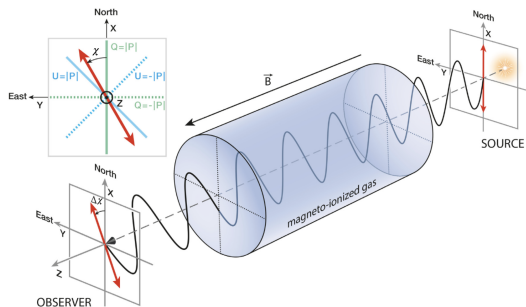 North
X
χ
Q=|P|
U=|P|
U=-|P|
East
Y
Z
Q=-|P|
B
North
X
East
Y
SOURCE
magneto-ionized gas
North
X
Δχ
East
Y
Z
OBSERVER